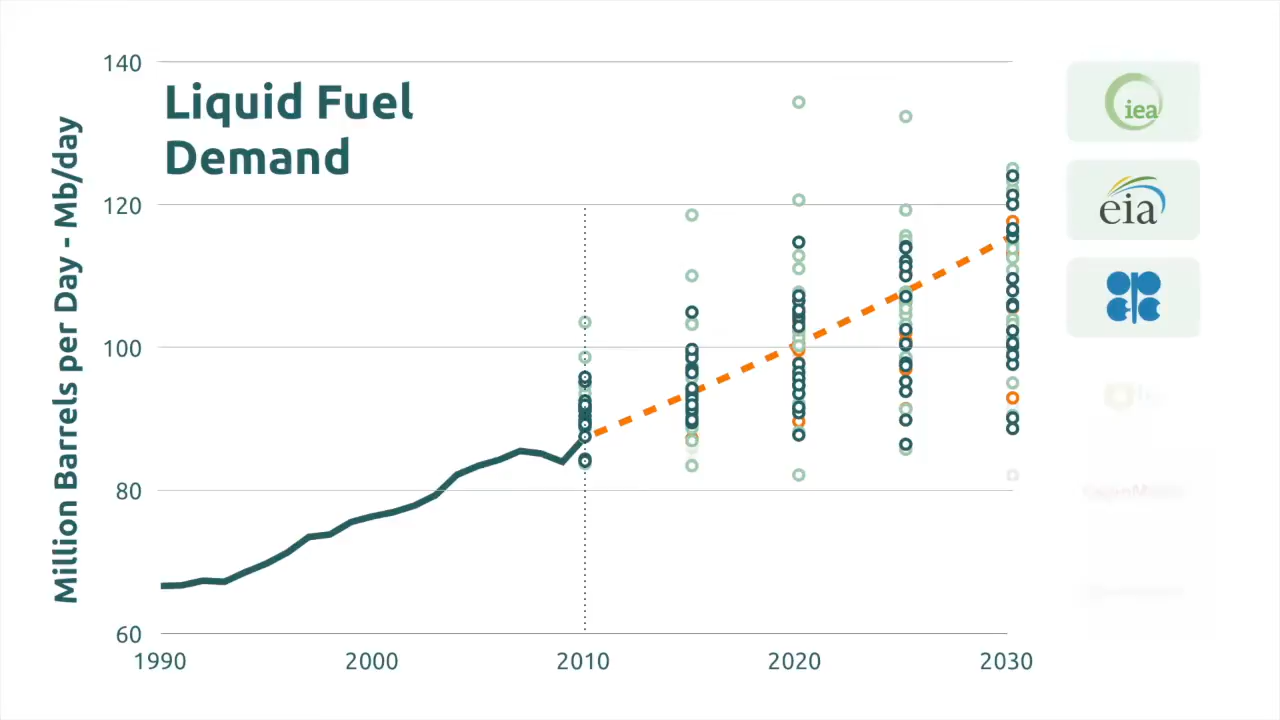 Liquid Fuel
Demand
Million Barrels per Day - Mb/day
140
120
100
80
60
1990
2000
2010
2020
2030
iea
eia